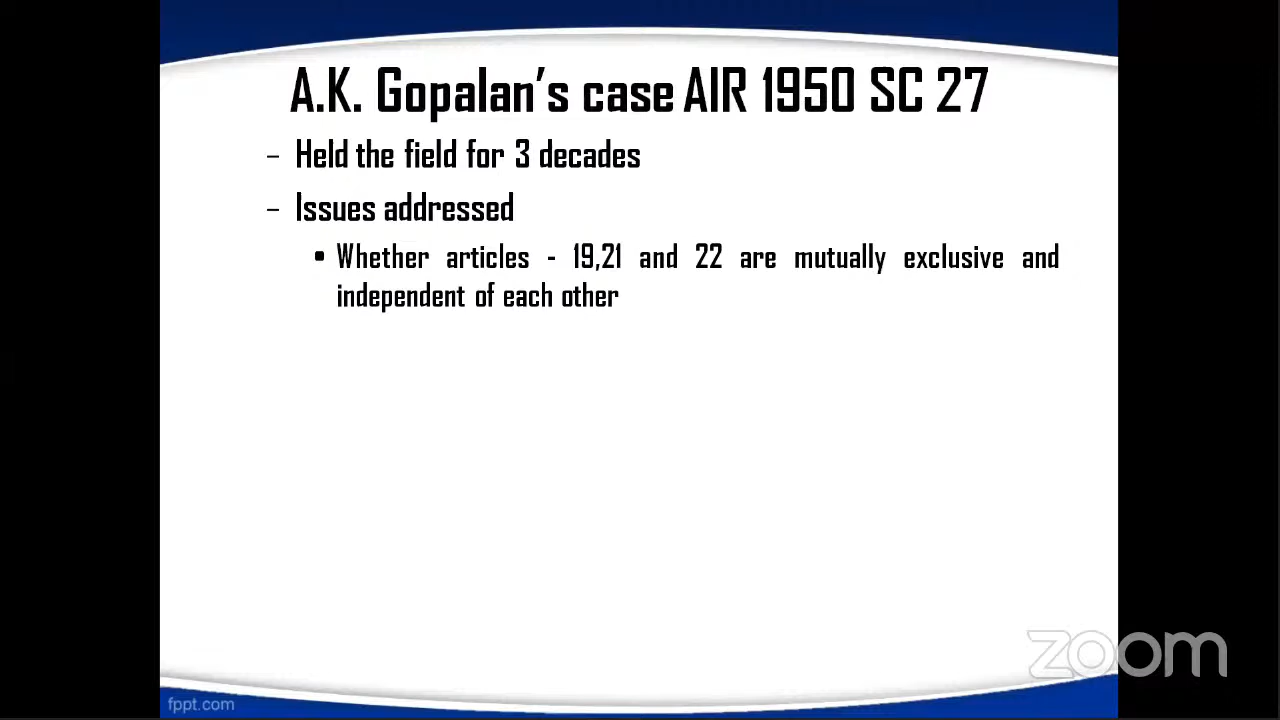 A.K. Gopalan’s case AIR 1950 SC 27
– Held the field for 3 decades
– Issues addressed
• Whether articles - 19,21 and 22 are mutually exclusive and
independent of each other
zoom
fppt.com